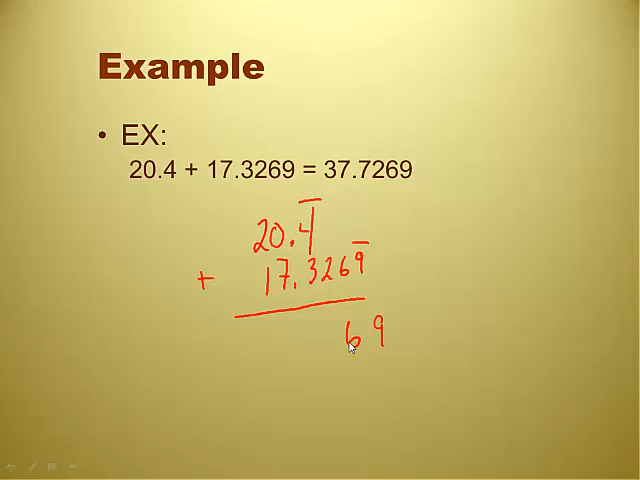 Example
• EX:
20.4 + 17.3269 = 37.7269
20.4
+ 17.3269
69